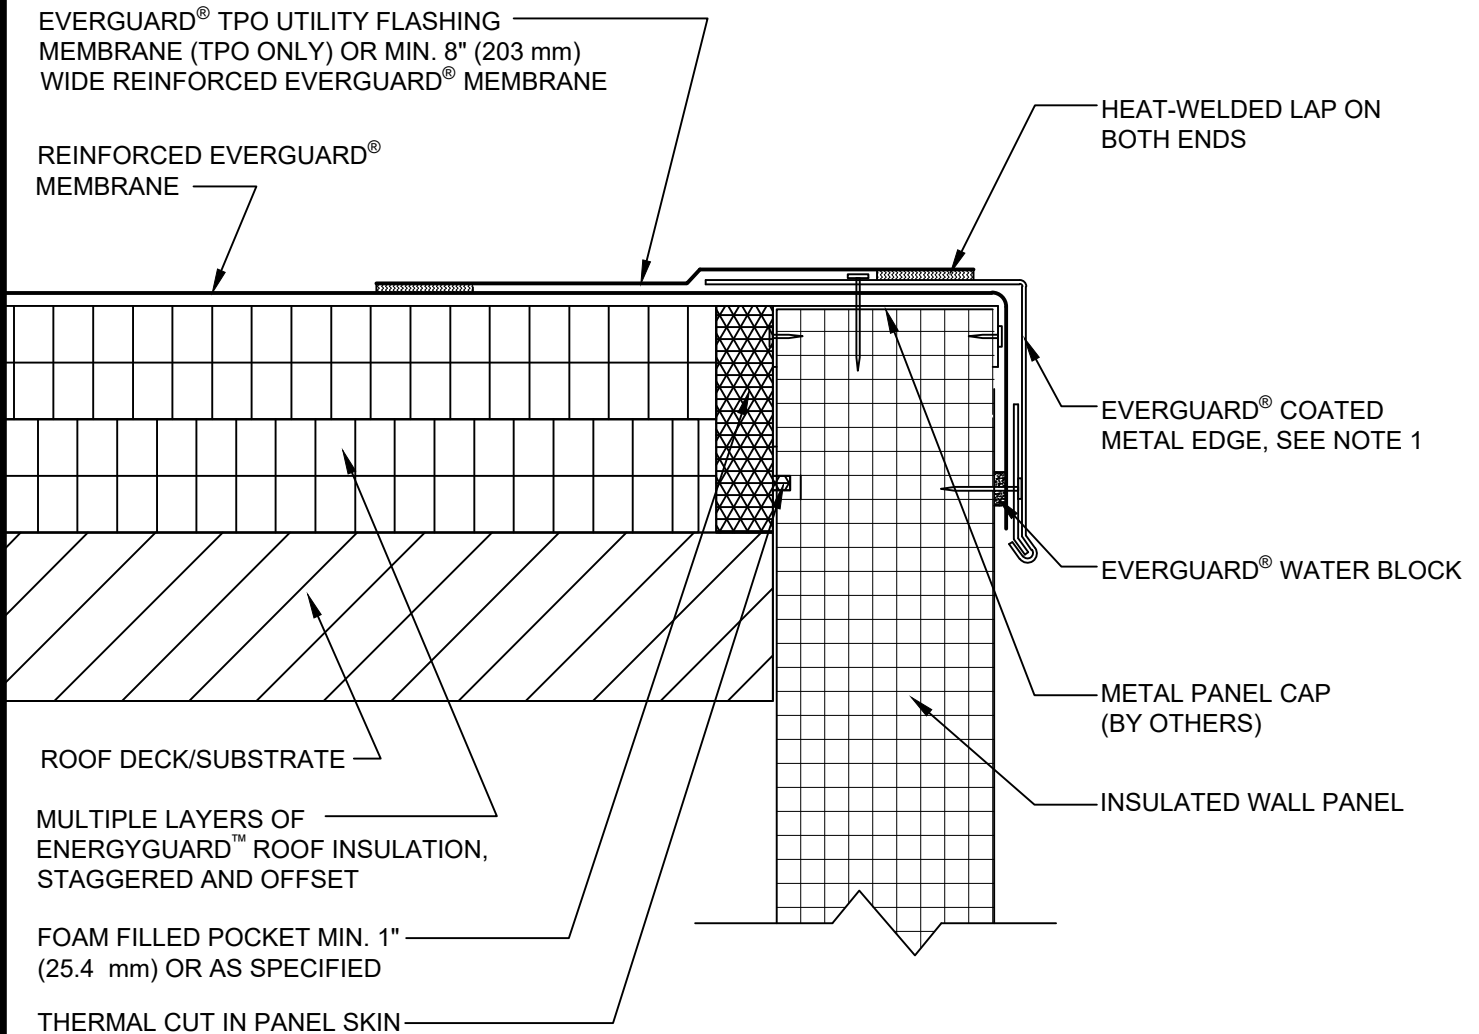 EVERGUARD® TPO UTILITY FLASHING
MEMBRANE (TPO ONLY) OR MIN. 8" (203 mm)
WIDE REINFORCED EVERGUARD® MEMBRANE
REINFORCED EVERGUARD®
MEMBRANE
HEAT-WELDED LAP ON
BOTH ENDS
EVERGUARD® COATED
METAL EDGE, SEE NOTE 1
EVERGUARD® WATER BLOCK
METAL PANEL CAP
(BY OTHERS)
INSULATED WALL PANEL
ROOF DECK/SUBSTRATE
MULTIPLE LAYERS OF
ENERGYGUARD™ ROOF INSULATION,
STAGGERED AND OFFSET
FOAM FILLED POCKET MIN. 1"
(25.4 mm) OR AS SPECIFIED
THERMAL CUT IN PANEL SKIN